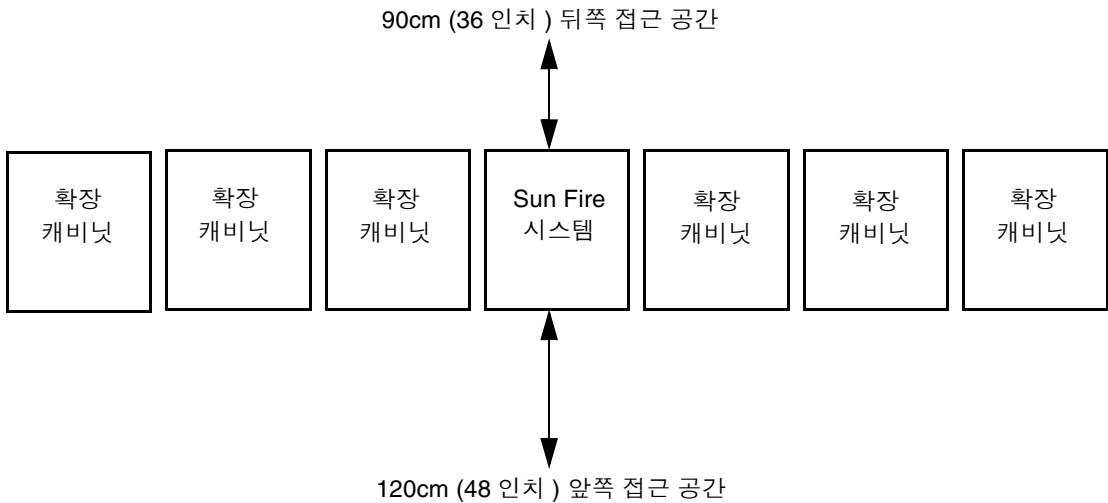 90cm (36 인치 ) 뒤쪽 접근 공간
확장
캐비닛
확장
캐비닛
확장
캐비닛
Sun Fire
시스템
확장
캐비닛
확장
캐비닛
확장
캐비닛
120cm (48 인치 ) 앞쪽 접근 공간